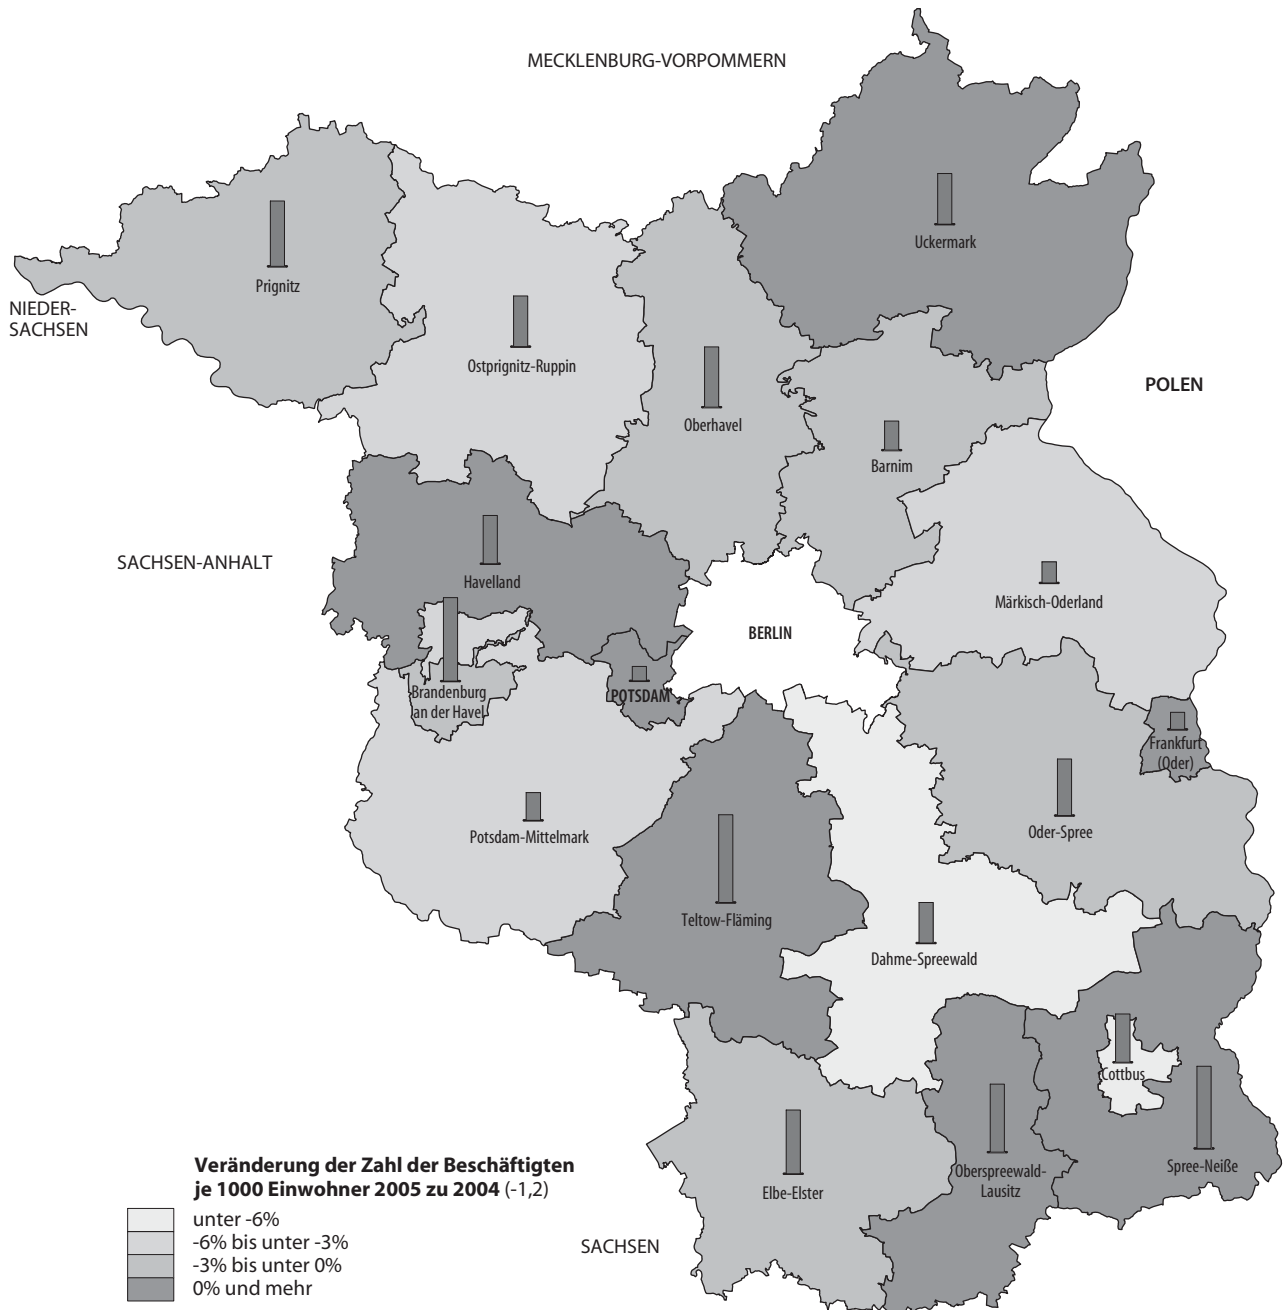 MECKLENBURG-VORPOMMERN
Uckermark
Prignitz
NIEDER-
SACHSEN
Ostprignitz-Ruppin
POLEN
Oberhavel
Barnim
SACHSEN-ANHALT
Havelland
Märkisch-Oderland
BERLIN
Brandenburg
an der Havel
POTSDAM
Frankfurt
(Oder)
Potsdam-Mittelmark
Oder-Spree
Teltow-Fläming
Dahme-Spreewald
Cottbus
Spree-Neiße
Oberspreewald-
Lausitz
Elbe-Elster
Veränderung der Zahl der Beschäftigten
je 1000 Einwohner 2005 zu 2004 (-1,2)
unter -6%
-6% bis unter -3%
-3% bis unter 0%
0% und mehr
SACHSEN